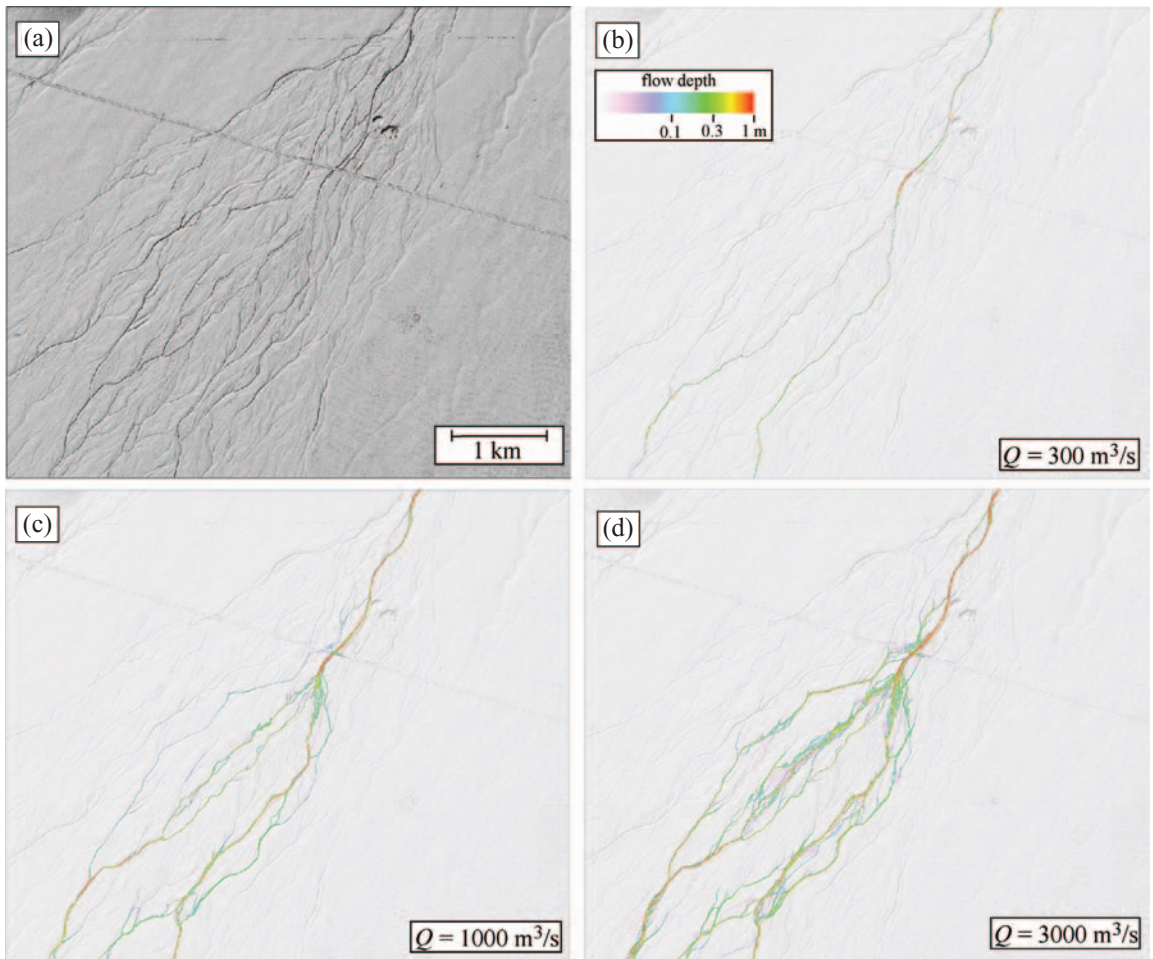 (a)
1 km
(b)
flow depth
0.1 0.3 1 m
Q = 300 m³/s
(c)
Q = 1000 m³/s
(d)
Q = 3000 m³/s